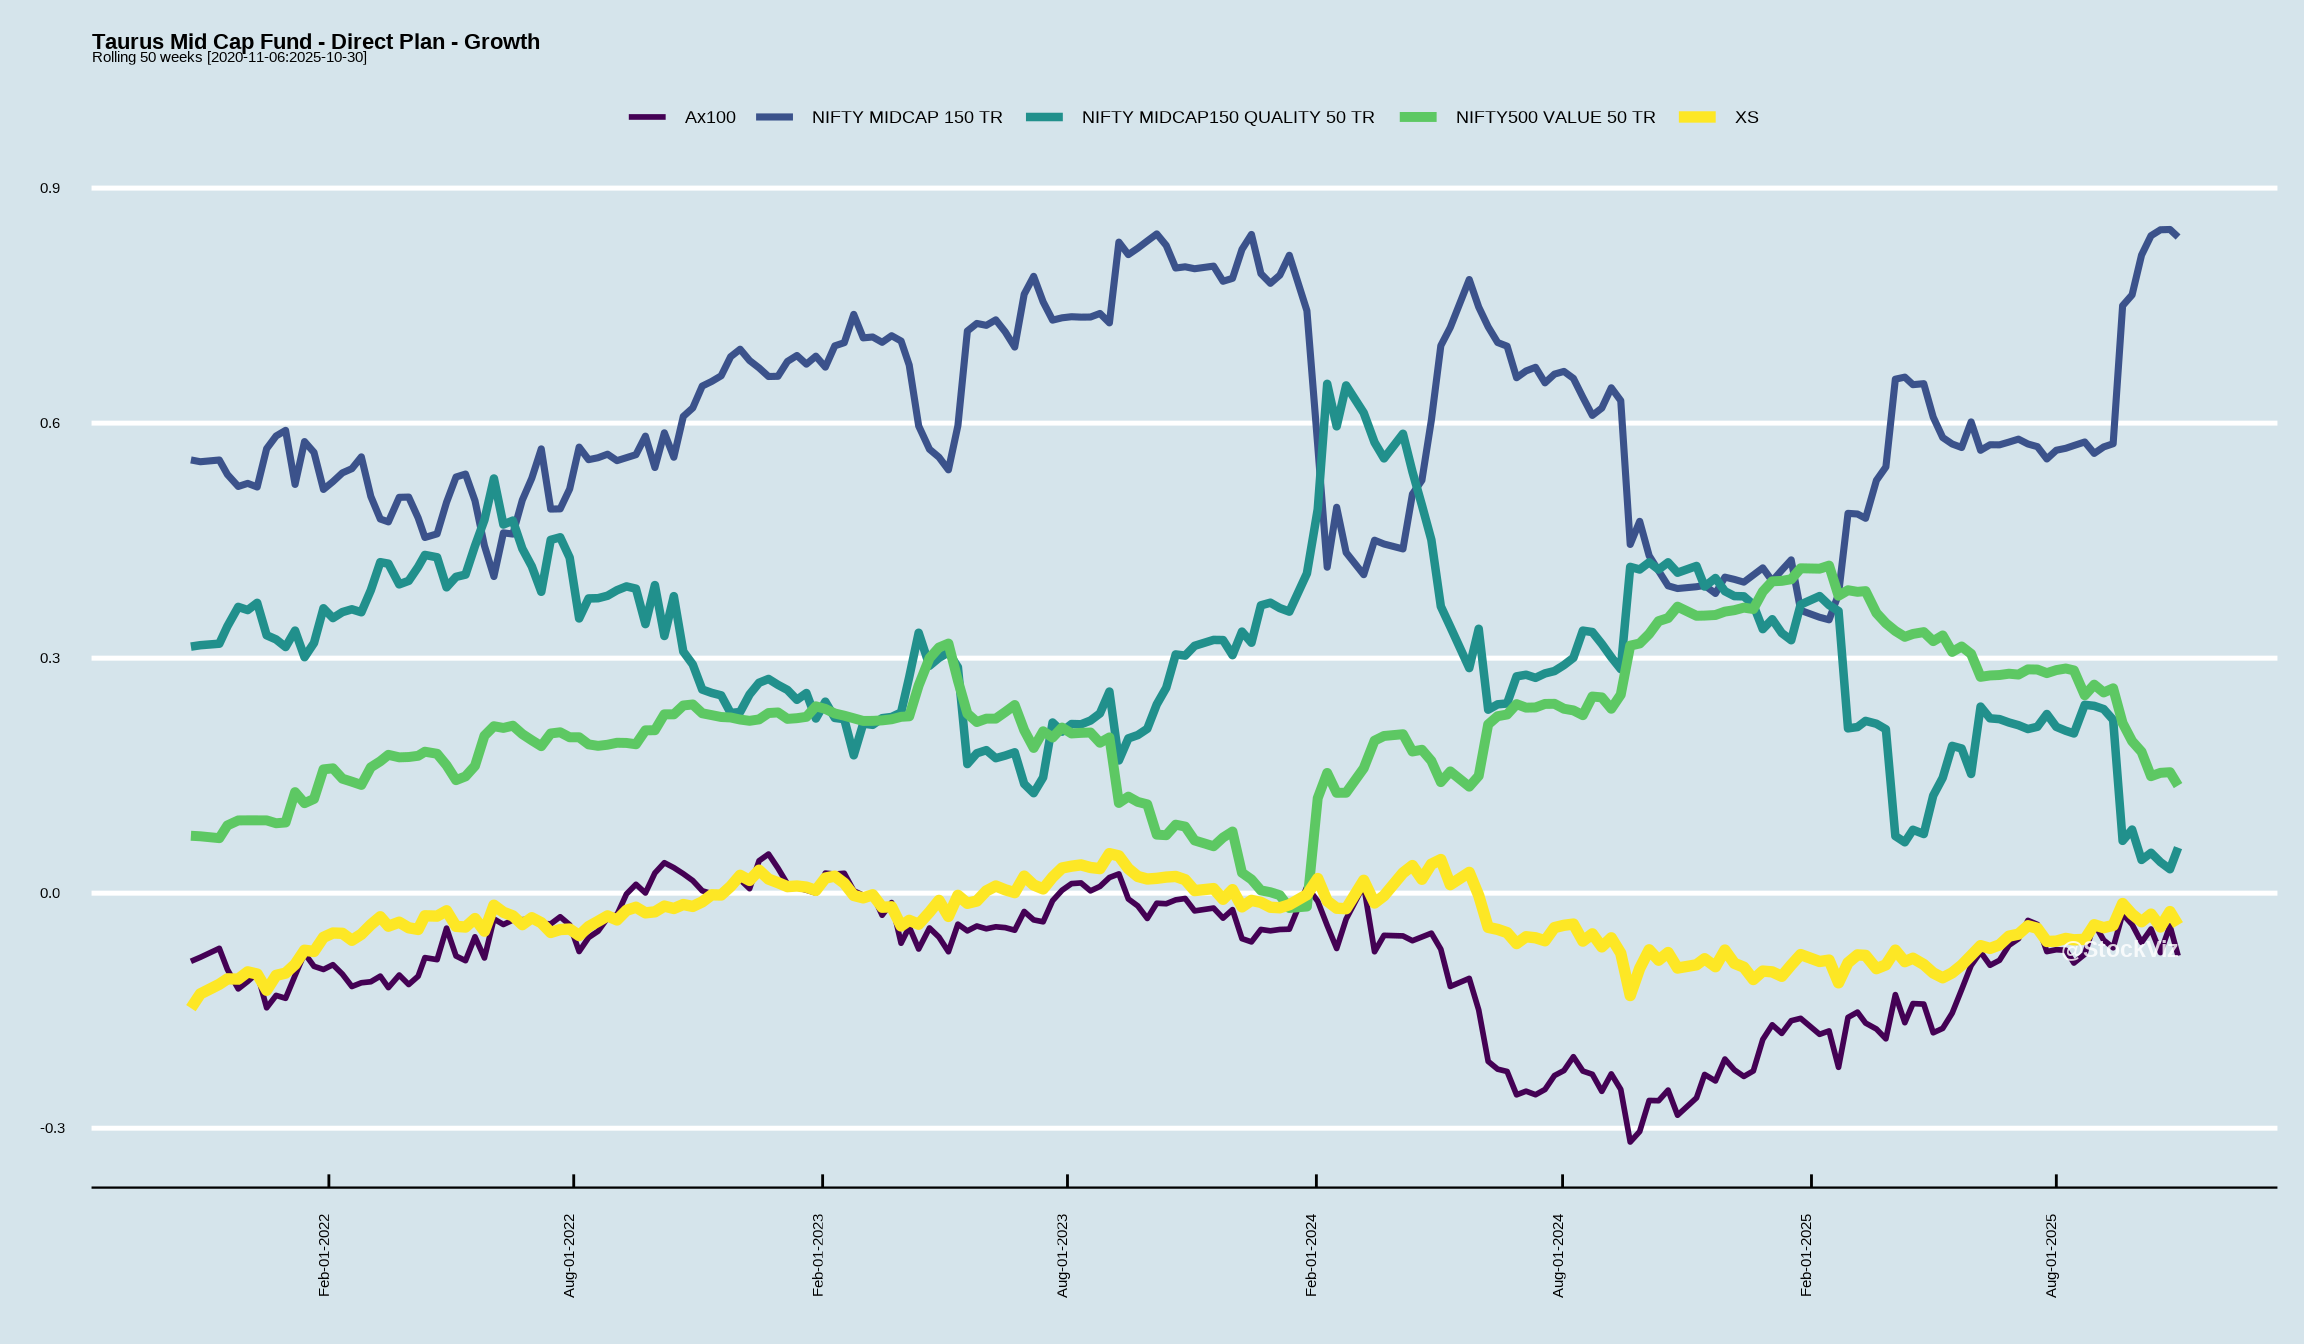 Taurus Mid Cap Fund - Direct Plan - Growth
Rolling 50 weeks [2020-11-06:2025-10-30]
Ax100 NIFTY MIDCAP 150 TR NIFTY MIDCAP150 QUALITY 50 TR NIFTY500 VALUE 50 TR XS
0.9
0.6
0.3
0.0
-0.3
@StockViz
Feb-01-2022
Aug-01-2022
Feb-01-2023
Aug-01-2023
Feb-01-2024
Aug-01-2024
Feb-01-2025
Aug-01-2025